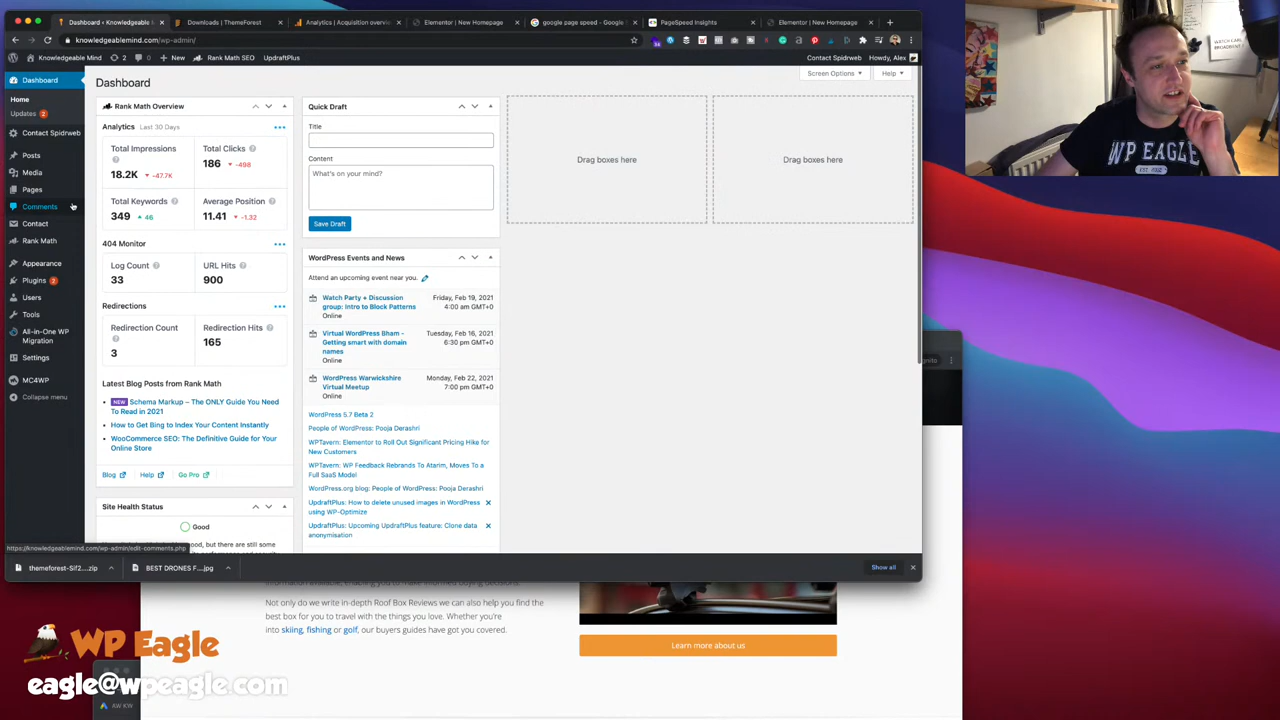 Dashboard ‹ Knowledgeable Mind
Downloads | ThemeForest
Analytics | Acquisition overview
Elementor | New Homepage
google page speed - Google
PageSpeed Insights
Elementor | New Homepage
knowledgeablemind.com/wp-admin/
Knowledgeable Mind
2
0
New
Rank Math SEO
UpdraftPlus
Contact Spidrweb
Howdy, Alex
Dashboard
Home
Updates 2
Contact Spidrweb
Posts
Media
Pages
Comments
Contact
Rank Math
Appearance
Plugins 2
Users
Tools
All-in-One WP
Migration
Settings
MC4WP
Collapse menu
Dashboard
Screen Options
Help
Rank Math Overview
Analytics Last 30 Days
Total Impressions
18.2K -47.7K
Total Clicks
186 -498
Total Keywords
349 46
Average Position
11.41 -1.32
404 Monitor
Log Count
33
URL Hits
900
Redirections
Redirection Count
3
Redirection Hits
165
Latest Blog Posts from Rank Math
NEW Schema Markup – The ONLY Guide You Need
To Read in 2021
How to Get Bing to Index Your Content Instantly
WooCommerce SEO: The Definitive Guide for Your
Online Store
Blog
Help
Go Pro
Site Health Status
Good
Quick Draft
Title
Content
What's on your mind?
Save Draft
WordPress Events and News
Attend an upcoming event near you.
Watch Party + Discussion
group: Intro to Block Patterns
Online
Friday, Feb 19, 2021
4:00 am GMT+0
Virtual WordPress Bham -
Getting smart with domain
names
Online
Tuesday, Feb 16, 2021
6:30 pm GMT+0
WordPress Warwickshire
Virtual Meetup
Online
Monday, Feb 22, 2021
7:00 pm GMT+0
WordPress 5.7 Beta 2
People of WordPress: Pooja Derashri
WPTavern: Elementor to Roll Out Significant Pricing Hike for
New Customers
WPTavern: WP Feedback Rebrands To Atarim, Moves To a
Full SaaS Model
WordPress.org blog: People of WordPress: Pooja Derashri
UpdraftPlus: How to delete unused images in WordPress
using WP-Optimize
UpdraftPlus: Upcoming UpdraftPlus feature: Clone data
anonymisation
Drag boxes here
Drag boxes here
https://knowledgeablemind.com/wp-admin/edit-comments.php
themeforest-Sif2....zip
BEST DRONES F....jpg
Show all
Not only do we write in-depth Roof Box Reviews we can also help you find the
best box for you to travel with the things you love. Whether you're
into skiing, fishing or golf, our buyers guides have got you covered.
Learn more about us
WP Eagle
eagle@wpeagle.com
AW KW
WP EAGLE